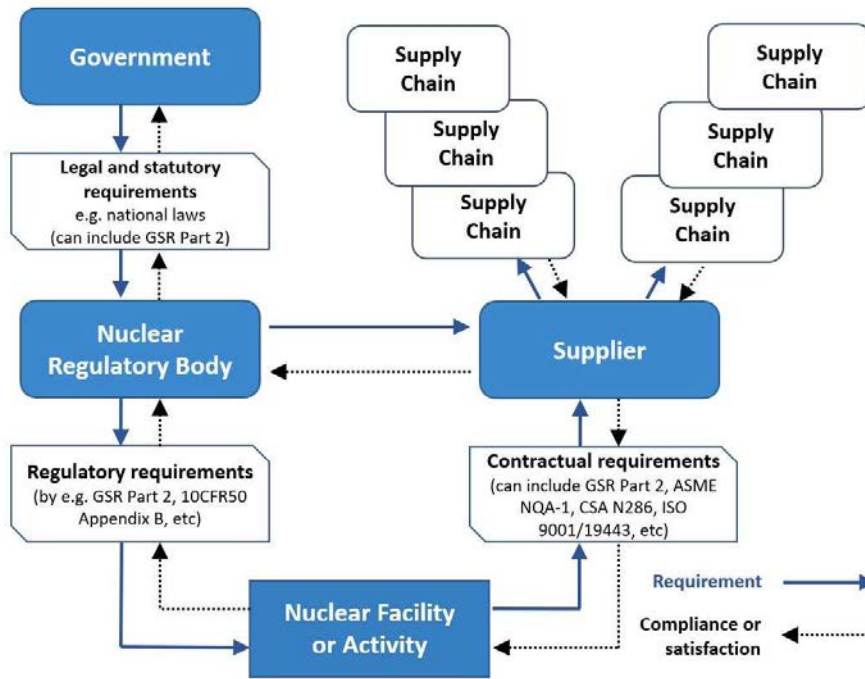 Government
Legal and statutory
requirements
e.g. national laws
(can include GSR Part 2)
Nuclear
Regulatory Body
Regulatory requirements
(by e.g. GSR Part 2, 10CFR50
Appendix B, etc)
Nuclear Facility
or Activity
Supply
Chain
Supply
Chain
Supply
Chain
Supply
Chain
Supply
Chain
Supply
Chain
Supplier
Contractual requirements
(can include GSR Part 2, ASME
NQA-1, CSA N286, ISO
9001/19443, etc)
Requirement
Compliance or
satisfaction